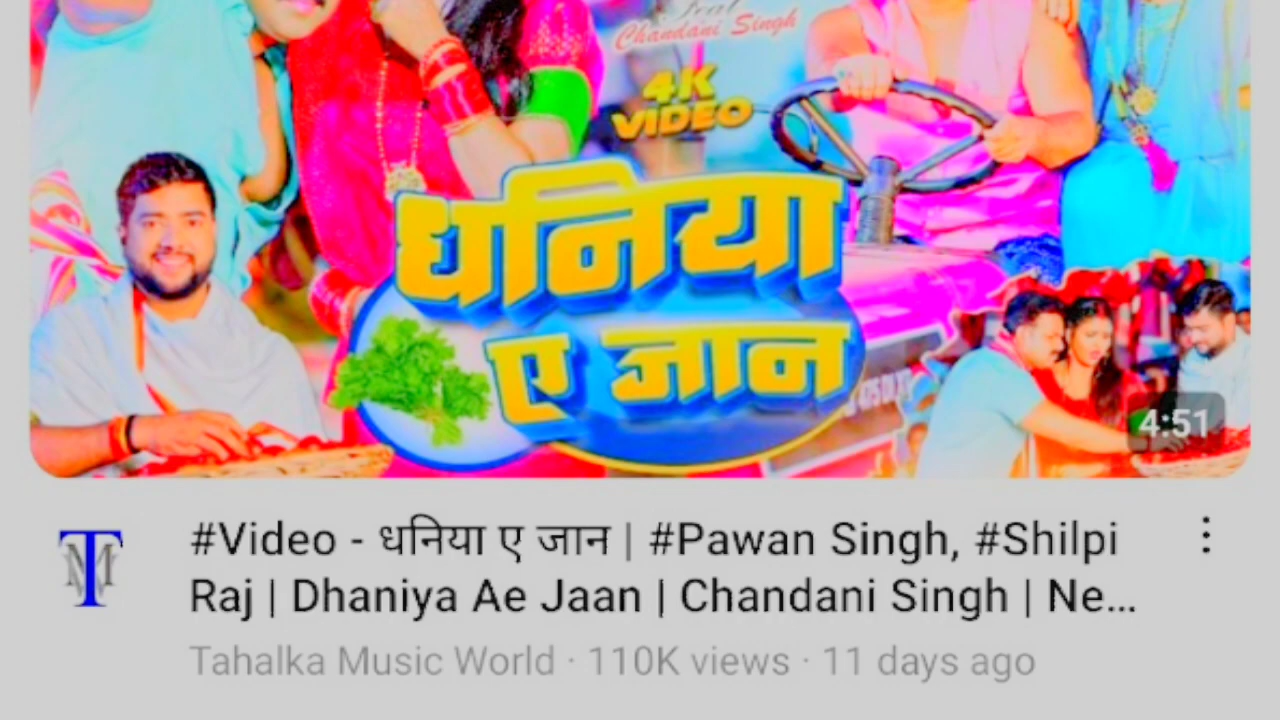 Feat
Chandani Singh
4K
VIDEO
धनिया
ए जान
4:51
TM
#Video - धनिया ए जान | #Pawan Singh, #Shilpi
Raj | Dhaniya Ae Jaan | Chandani Singh | Ne...
Tahalka Music World · 110K views · 11 days ago